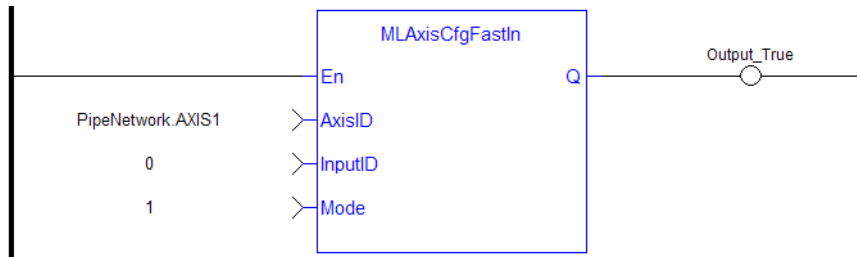 MLAxisCfgFastIn
Output_True
En Q
PipeNetwork.AXIS1 AxisID
0 InputID
1 Mode